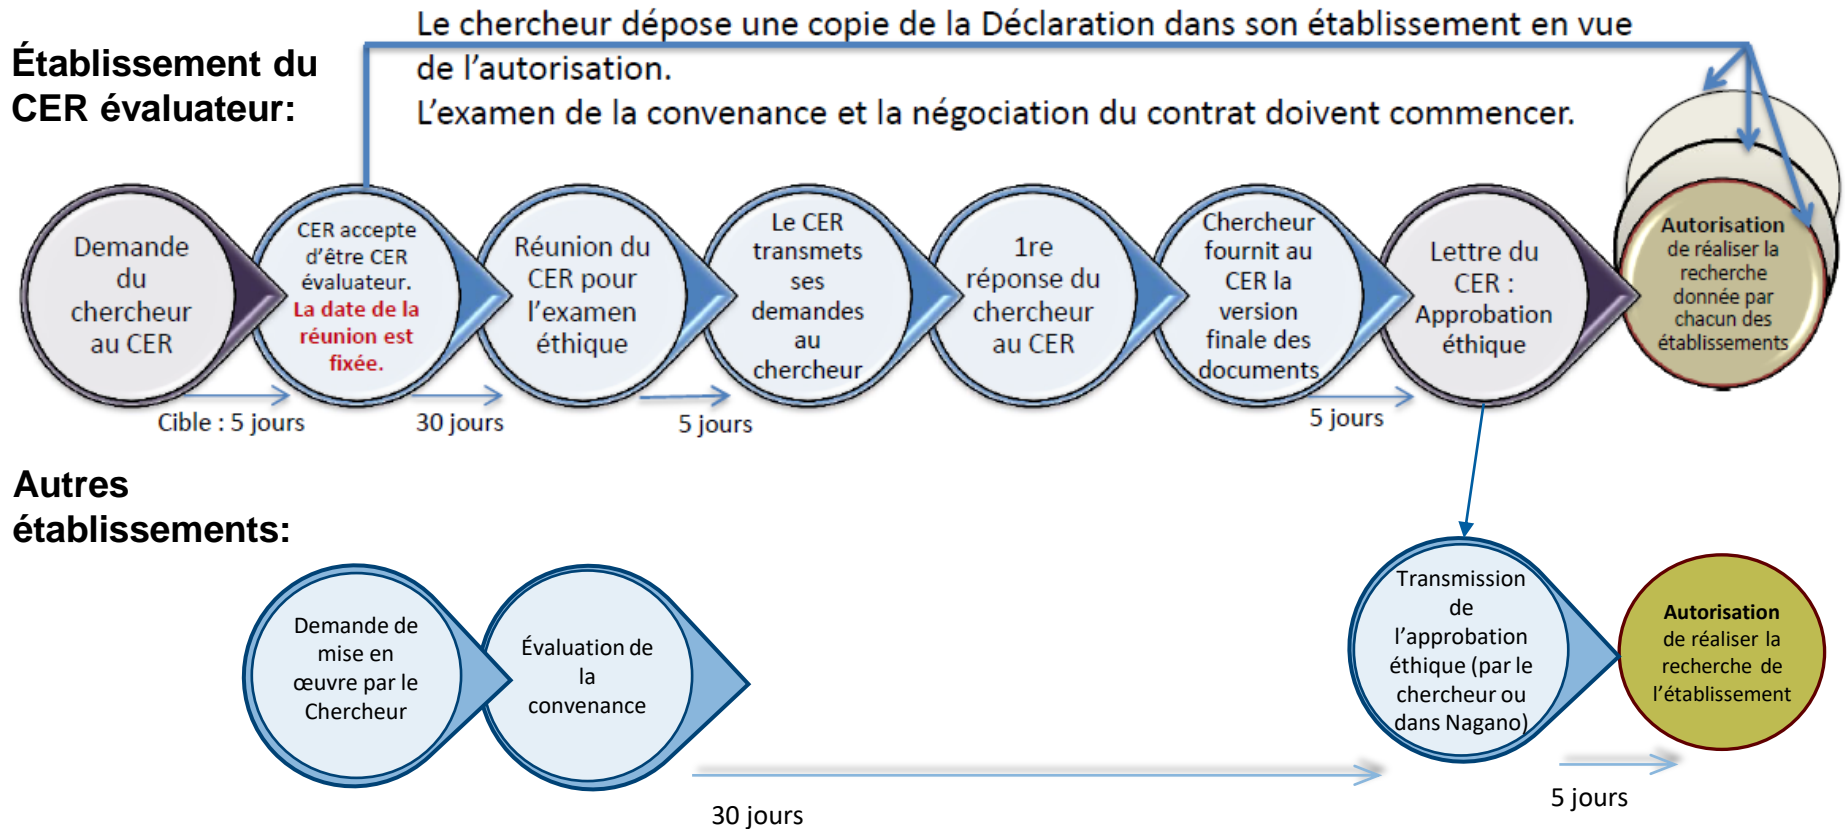 Le chercheur dépose une copie de la Déclaration dans son établissement en vue
de l’autorisation.
L’examen de la convenance et la négociation du contrat doivent commencer.
Établissement du
CER évaluateur:
Demande
du
chercheur
au CER
CER accepte
d’être CER
évaluateur.
La date de la
réunion est
fixée.
Réunion du
CER pour
l’examen
éthique
Le CER
transmets
ses
demandes
au
chercheur
1re
réponse du
chercheur
au CER
Chercheur
fournit au
CER la
version
finale des
documents
Lettre du
CER :
Approbation
éthique
Autorisation
de réaliser la
recherche
donnée par
chacun des
établissements
Cible : 5 jours
30 jours
5 jours
5 jours
Autres
établissements:
Demande de
mise en
œuvre par le
Chercheur
Évaluation de
la
convenance
Transmission
de
l’approbation
éthique (par le
chercheur ou
dans Nagano)
Autorisation
de réaliser la
recherche de
l’établissement
30 jours
5 jours